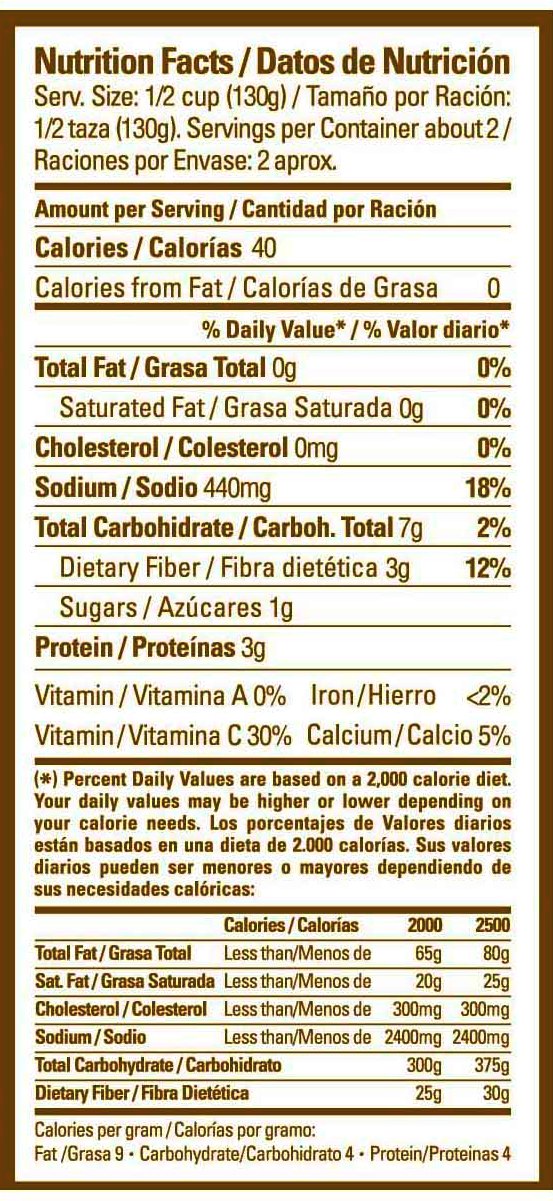 Nutrition Facts / Datos de Nutrición
Serv. Size: 1/2 cup (130g) / Tamaño por Ración:
1/2 taza (130g). Servings per Container about 2 /
Raciones por Envase: 2 aprox.
Amount per Serving / Cantidad por Ración
Calories / Calorías 40
Calories from Fat / Calorías de Grasa 0
% Daily Value* / % Valor diario*
Total Fat / Grasa Total 0g 0%
Saturated Fat / Grasa Saturada 0g 0%
Cholesterol / Colesterol 0mg 0%
Sodium / Sodio 440mg 18%
Total Carbohidrate / Carboh. Total 7g 2%
Dietary Fiber / Fibra dietética 3g 12%
Sugars / Azúcares 1g
Protein / Proteínas 3g
Vitamin / Vitamina A 0% Iron/Hierro <2%
Vitamin/Vitamina C 30% Calcium/Calcio 5%
(*) Percent Daily Values are based on a 2,000 calorie diet.
Your daily values may be higher or lower depending on
your calorie needs. Los porcentajes de Valores diarios
están basados en una dieta de 2.000 calorías. Sus valores
diarios pueden ser menores o mayores dependiendo de
sus necesidades calóricas:
Calories / Calorías 2000 2500
Total Fat / Grasa Total Less than/Menos de 65g 80g
Sat. Fat / Grasa Saturada Less than/Menos de 20g 25g
Cholesterol / Colesterol Less than/Menos de 300mg 300mg
Sodium / Sodio Less than/Menos de 2400mg 2400mg
Total Carbohydrate / Carbohidrato 300g 375g
Dietary Fiber / Fibra Dietética 25g 30g
Calories per gram / Calorías por gramo:
Fat /Grasa 9 • Carbohydrate/Carbohidrato 4 • Protein/Proteinas 4